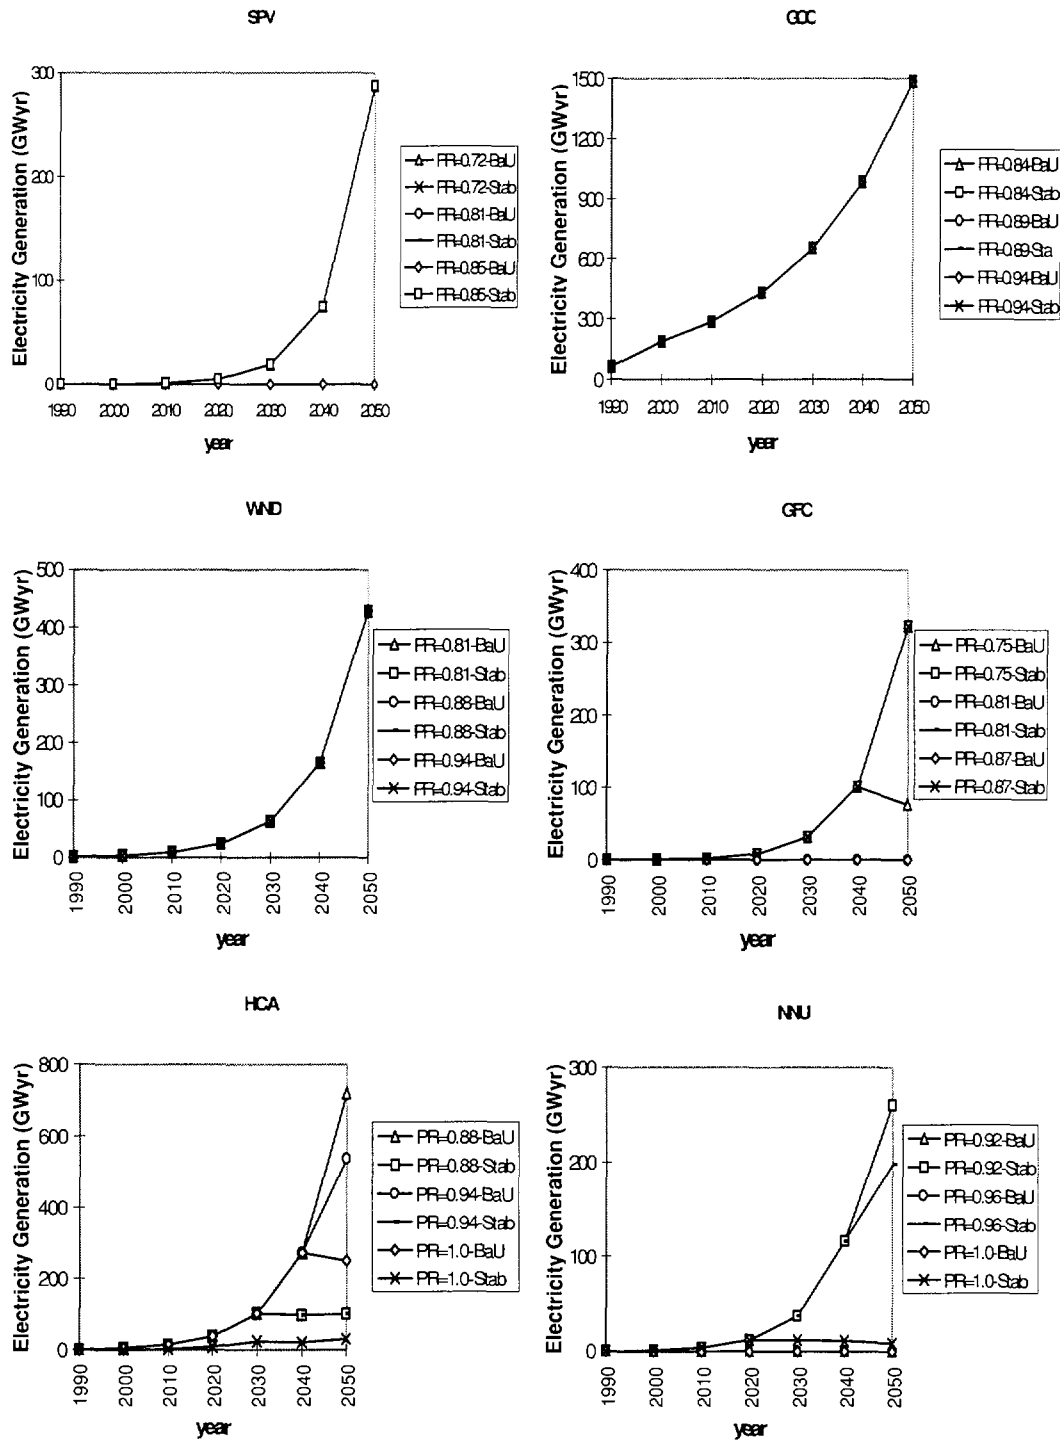 SPV
Electricity Generation (GWyr)
300
200
100
0
1990 2000 2010 2020 2030 2040 2050
year
PR=0.72-BaU
PR=0.72-Stab
PR=0.81-BaU
PR=0.81-Stab
PR=0.85-BaU
PR=0.85-Stab
GCC
Electricity Generation (GWyr)
1500
1200
900
600
300
0
1990 2000 2010 2020 2030 2040 2050
year
PR=0.84-BaU
PR=0.84-Stab
PR=0.89-BaU
PR=0.89-Sta
PR=0.94-BaU
PR=0.94-Stab
WND
Electricity Generation (GWyr)
500
400
300
200
100
0
1990 2000 2010 2020 2030 2040 2050
year
PR=0.81-BaU
PR=0.81-Stab
PR=0.88-BaU
PR=0.88-Stab
PR=0.94-BaU
PR=0.94-Stab
GFC
Electricity Generation (GWyr)
400
300
200
100
0
1990 2000 2010 2020 2030 2040 2050
year
PR=0.75-BaU
PR=0.75-Stab
PR=0.81-BaU
PR=0.81-Stab
PR=0.87-BaU
PR=0.87-Stab
HCA
Electricity Generation (GWyr)
800
600
400
200
0
1990 2000 2010 2020 2030 2040 2050
year
PR=0.88-BaU
PR=0.88-Stab
PR=0.94-BaU
PR=0.94-Stab
PR=1.0-BaU
PR=1.0-Stab
NNU
Electricity Generation (GWyr)
300
200
100
0
1990 2000 2010 2020 2030 2040 2050
year
PR=0.92-BaU
PR=0.92-Stab
PR=0.96-BaU
PR=0.96-Stab
PR=1.0-BaU
PR=1.0-Stab